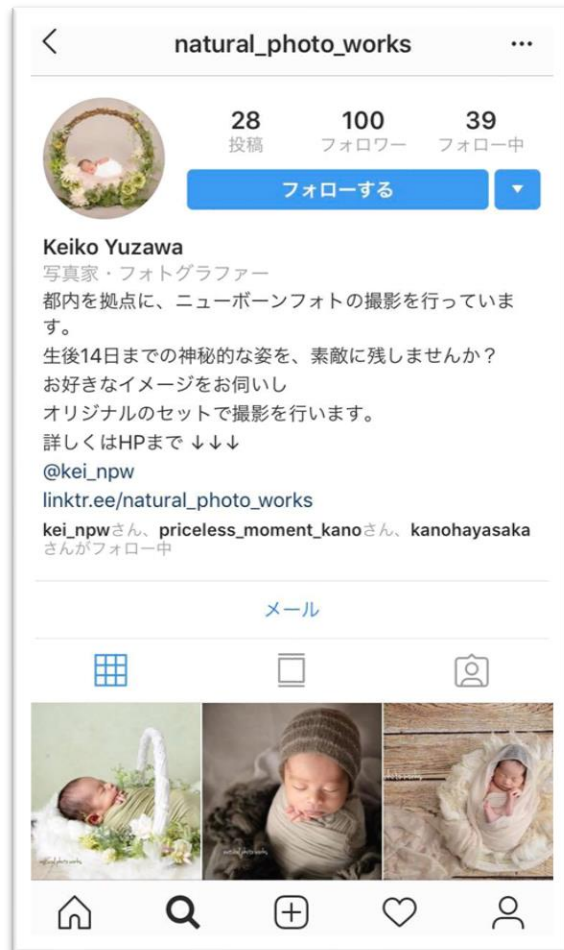 natural_photo_works
28
100
39
投稿
フォロワー
フォロー中
フォローする
Keiko Yuzawa
写真家・フォトグラファー
都内を拠点に、ニューボーンフォトの撮影を行っていま
す。
生後14日までの神秘的な姿を、素敵に残しませんか？
お好きなイメージをお伺いし
オリジナルのセットで撮影を行います。
詳しくはHPまで ↓↓↓
@kei_npw
linktr.ee/natural_photo_works
kei_npwさん、priceless_moment_kanoさん、kanohayasaka
さんがフォロー中
メール
natural photo works
natural photo works